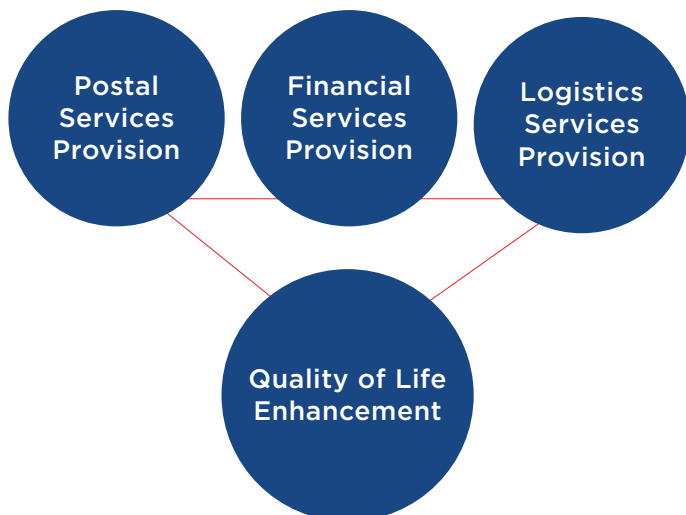 Postal
Services
Provision
Financial
Services
Provision
Logistics
Services
Provision
Quality of Life
Enhancement